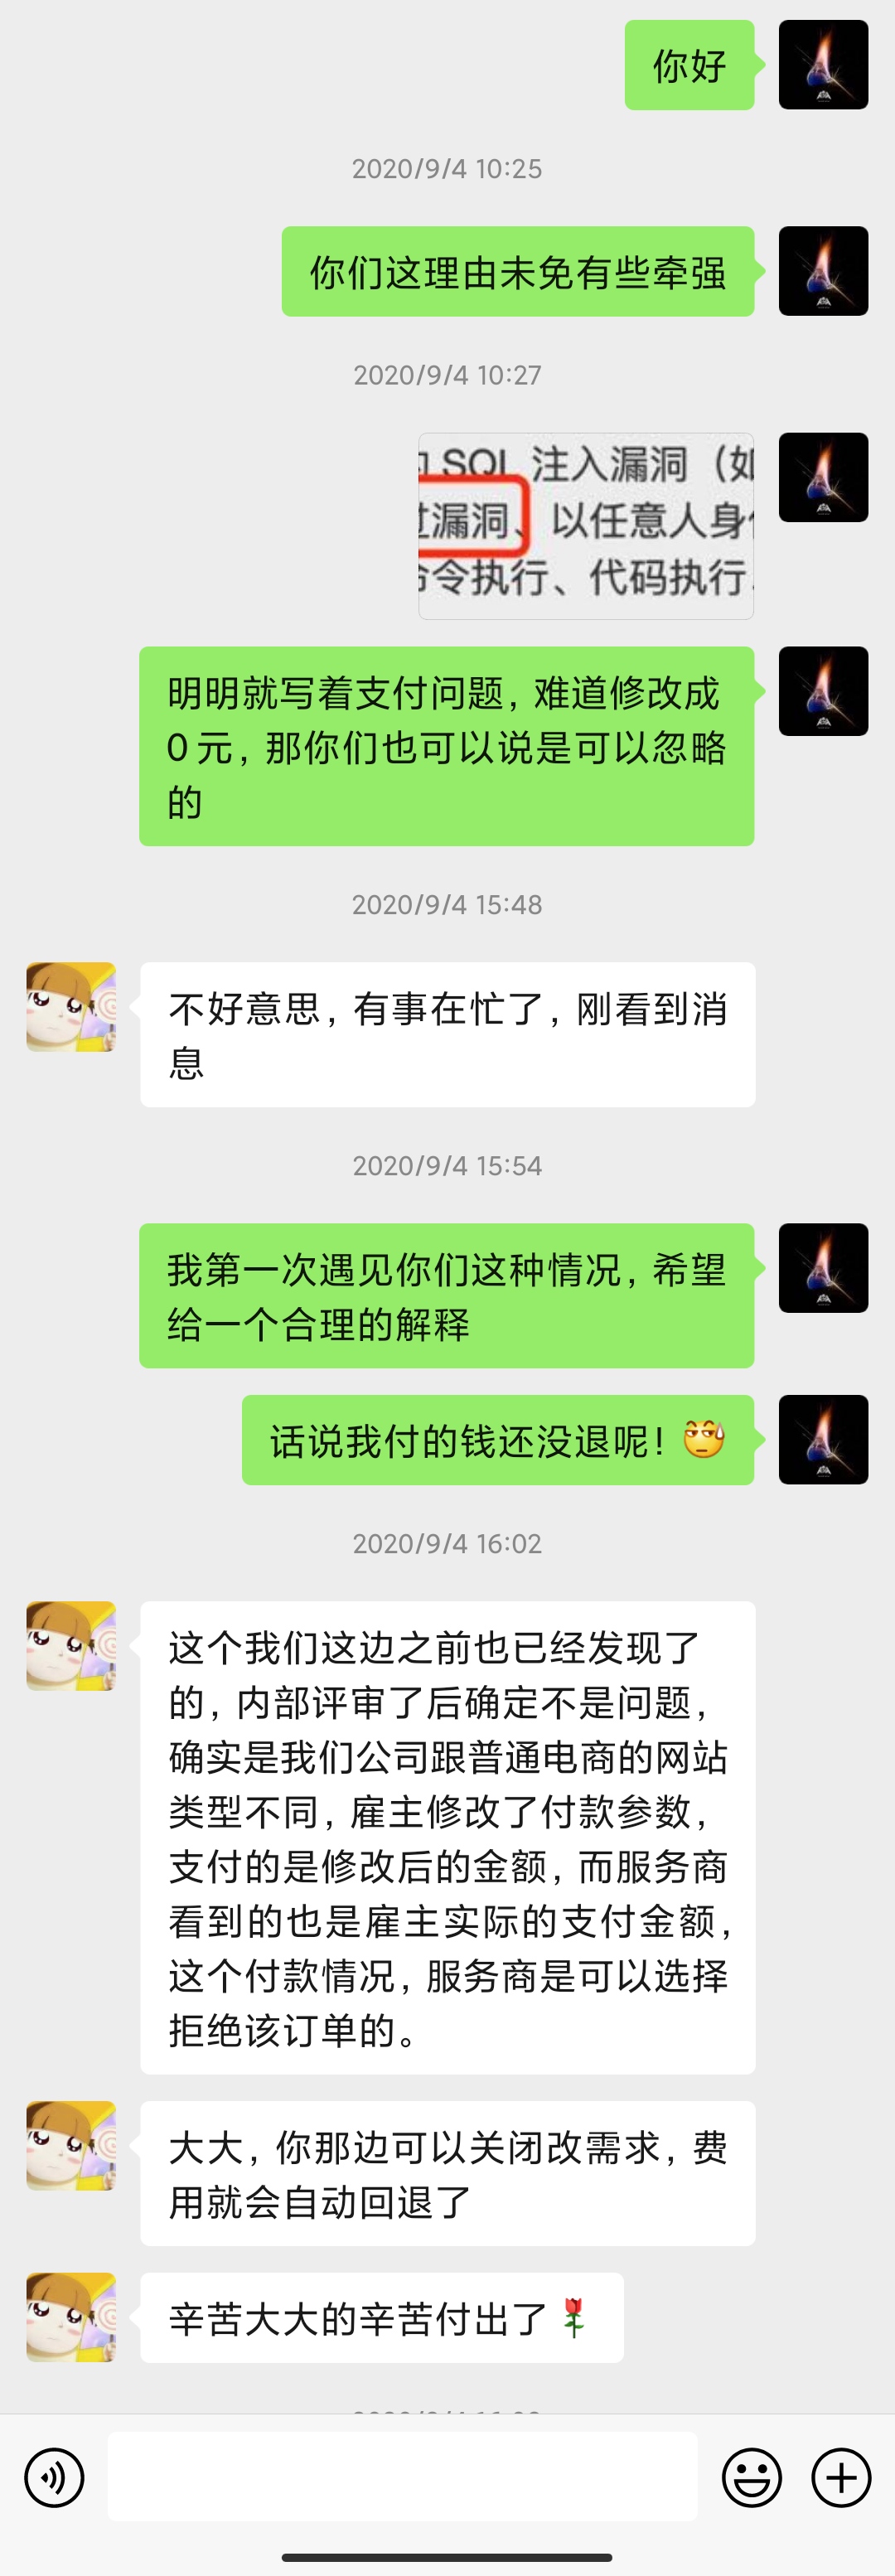 你好
2020/9/4 10:25
你们这理由未免有些牵强
2020/9/4 10:27
SQL 注入漏洞（如
过漏洞、以任意人身
命令执行、代码执行
明明就写着支付问题，难道修改成
0 元，那你们也可以说是可以忽略
的
2020/9/4 15:48
不好意思，有事在忙了，刚看到消
息
2020/9/4 15:54
我第一次遇见你们这种情况，希望
给一个合理的解释
话说我付的钱还没退呢！
2020/9/4 16:02
这个我们这边之前也已经发现了
的，内部评审了后确定不是问题，
确实是我们公司跟普通电商的网站
类型不同，雇主修改了付款参数，
支付的是修改后的金额，而服务商
看到的也是雇主实际的支付金额，
这个付款情况，服务商是可以选择
拒绝该订单的。
大大，你那边可以关闭改需求，费
用就会自动回退了
辛苦大大的辛苦付出了